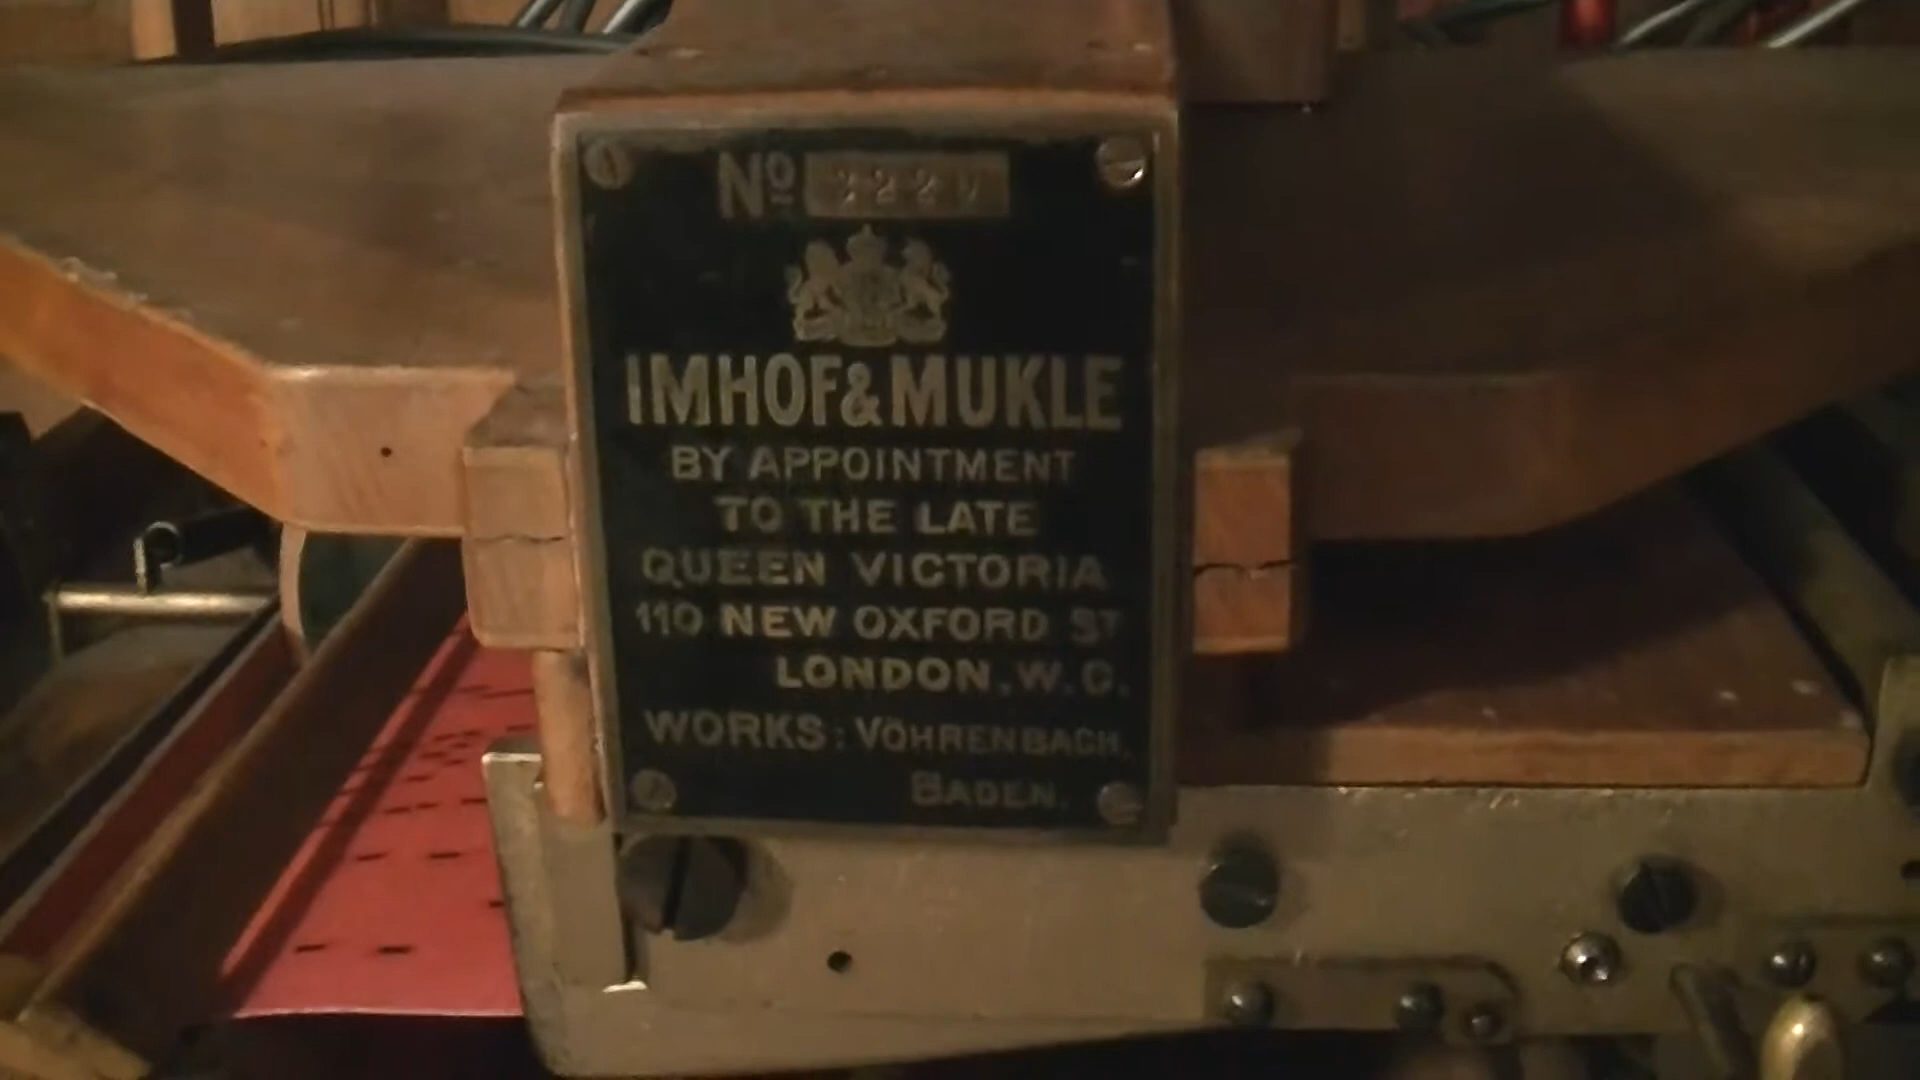 Nº
IMHOF & MUKLE
BY APPOINTMENT
TO THE LATE
QUEEN VICTORIA
110 NEW OXFORD ST
LONDON. W. C.
WORKS: VÖHRENBACH,
BADEN.